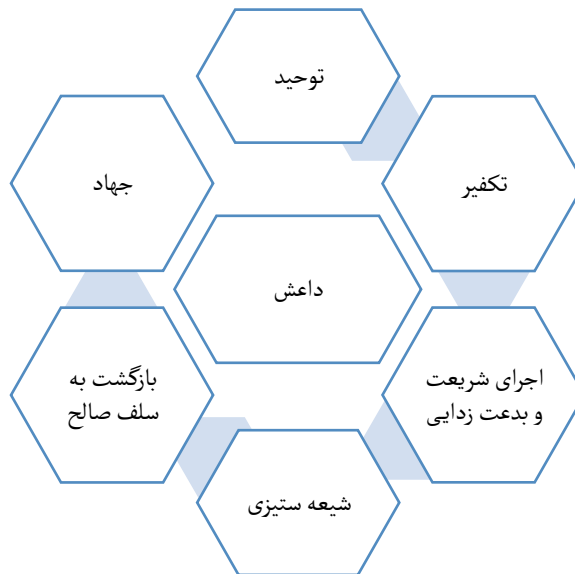 توحید
تکفیر
اجرای شریعت
و بدعت زدایی
شیعه ستیزی
بازگشت به
سلف صالح
جهاد
داعش